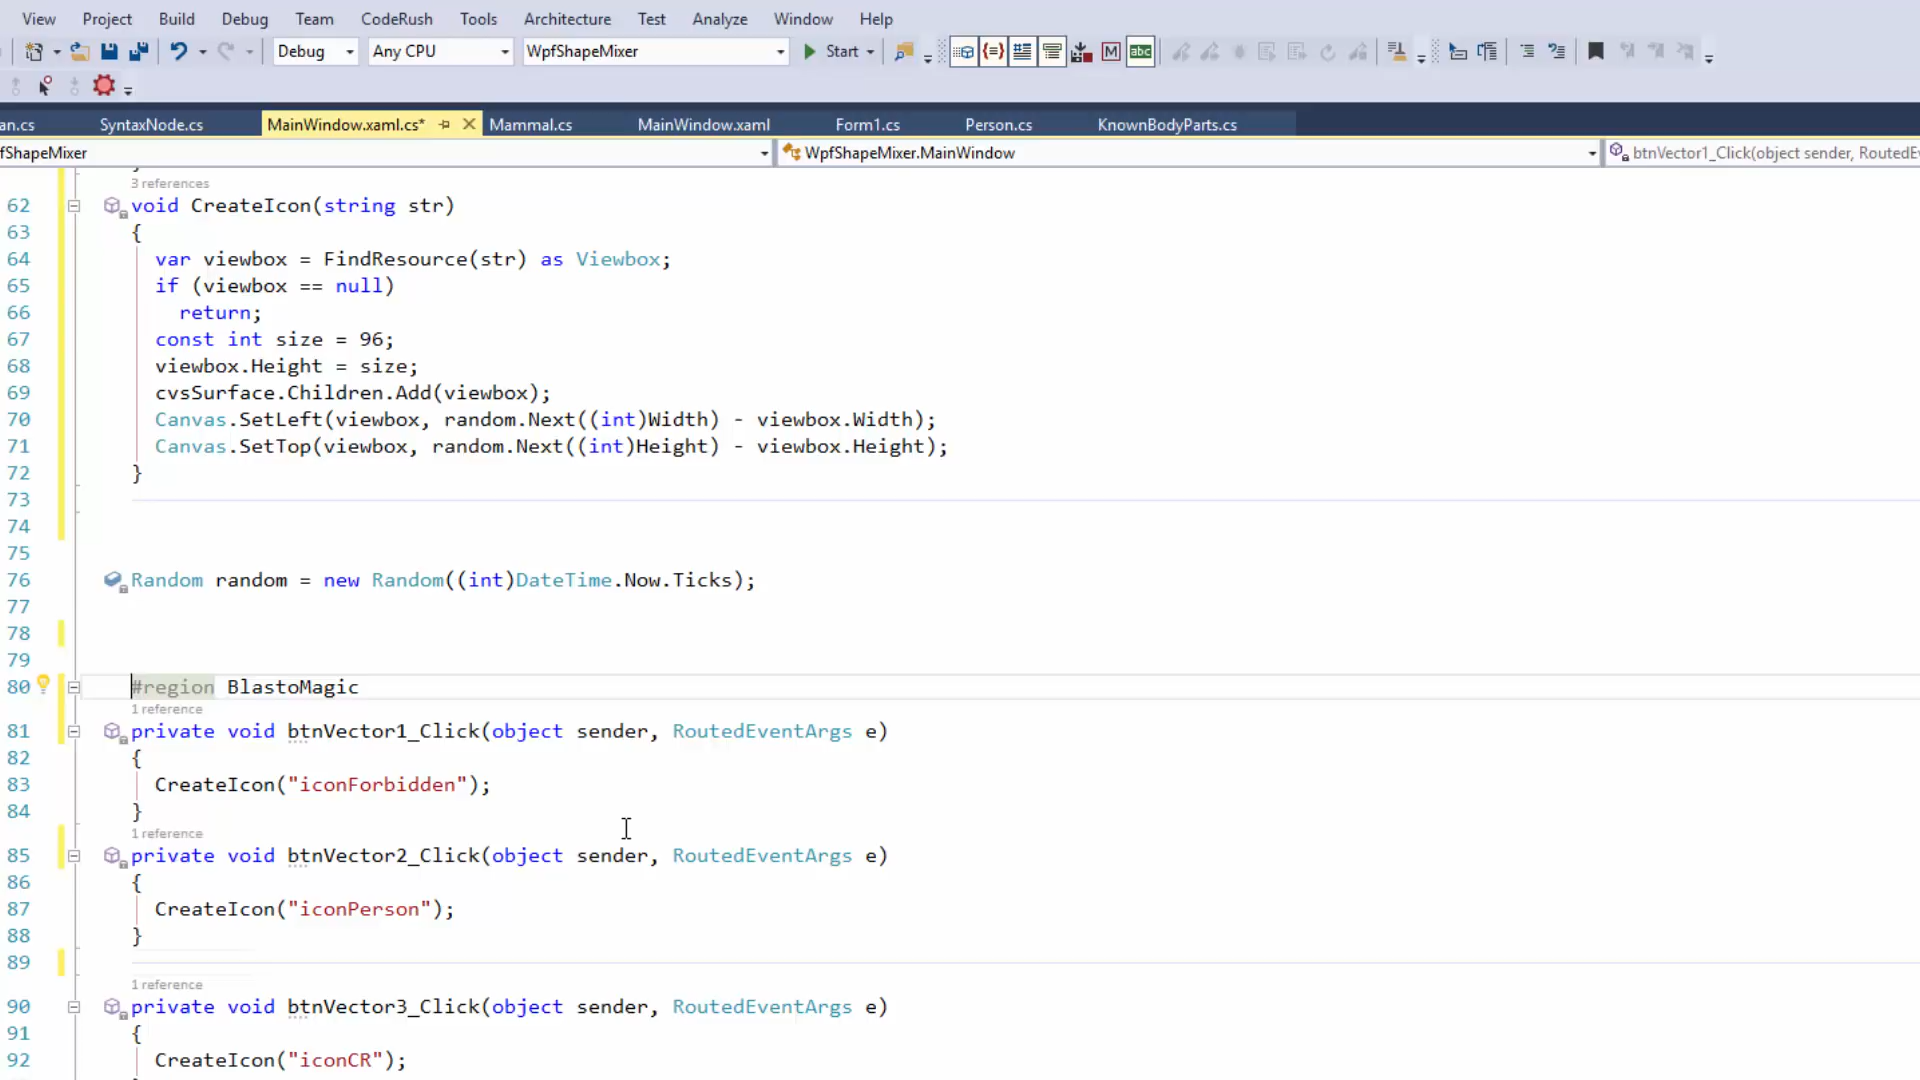 View Project Build Debug Team CodeRush Tools Architecture Test Analyze Window Help
Debug Any CPU WpfShapeMixer Start M abc
an.cs SyntaxNode.cs MainWindow.xaml.cs* Mammal.cs MainWindow.xaml Form1.cs Person.cs KnownBodyParts.cs
fShapeMixer WpfShapeMixer.MainWindow btnVector1_Click(object sender, RoutedE
3 references
62 void CreateIcon(string str)
63 {
64 var viewbox = FindResource(str) as Viewbox;
65 if (viewbox == null)
66 return;
67 const int size = 96;
68 viewbox.Height = size;
69 cvsSurface.Children.Add(viewbox);
70 Canvas.SetLeft(viewbox, random.Next((int)Width) - viewbox.Width);
71 Canvas.SetTop(viewbox, random.Next((int)Height) - viewbox.Height);
72 }
73
74
75
76 Random random = new Random((int)DateTime.Now.Ticks);
77
78
79
80 #region BlastoMagic
1 reference
81 private void btnVector1_Click(object sender, RoutedEventArgs e)
82 {
83 CreateIcon("iconForbidden");
84 }
1 reference
85 private void btnVector2_Click(object sender, RoutedEventArgs e)
86 {
87 CreateIcon("iconPerson");
88 }
89
1 reference
90 private void btnVector3_Click(object sender, RoutedEventArgs e)
91 {
92 CreateIcon("iconCR");